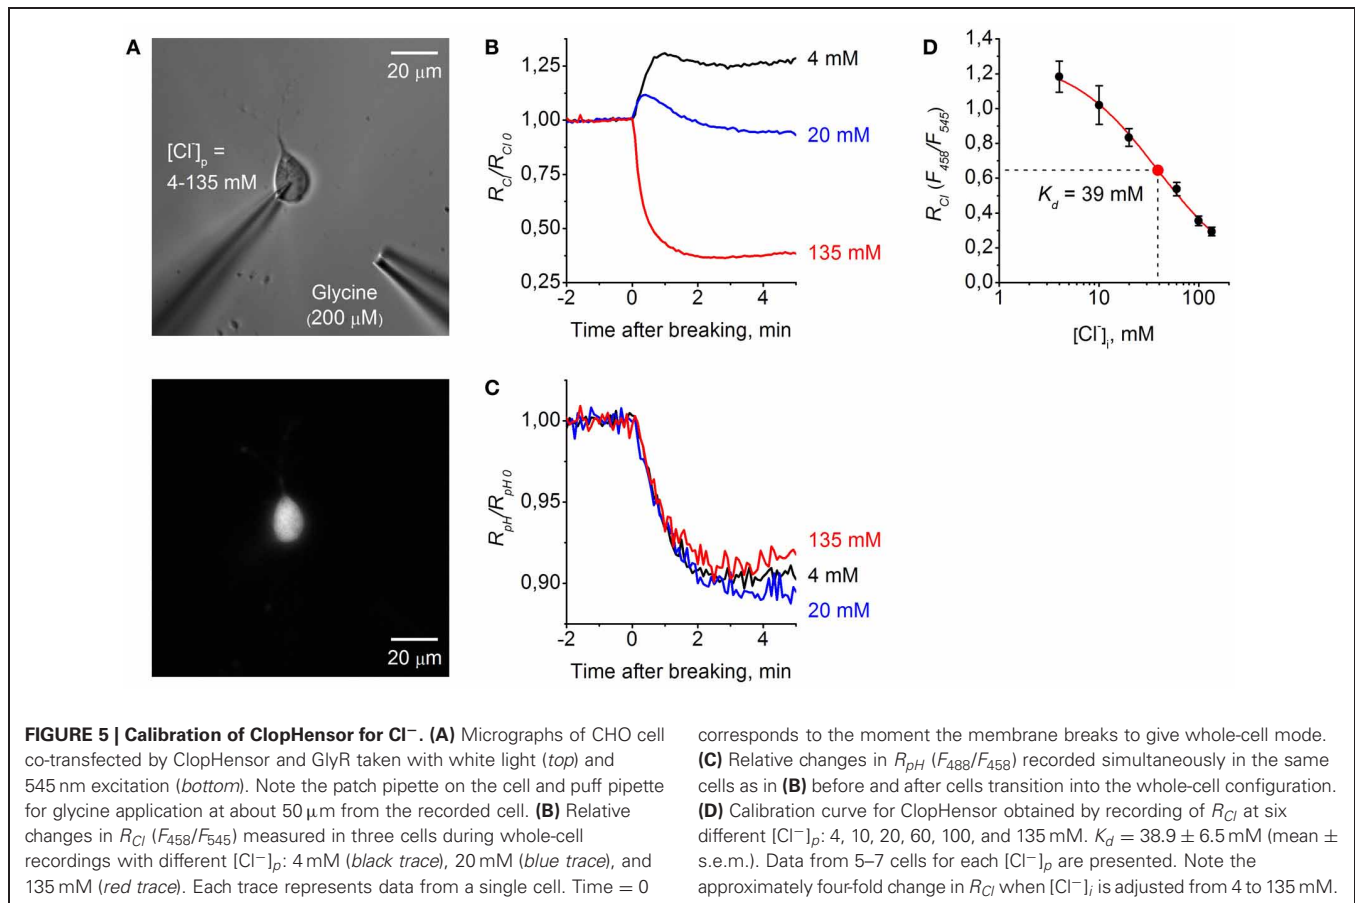 A
20 μm
[Cl-]p =
4-135 mM
Glycine
(200 μM)
20 μm
B
RCl/RCl 0
1,25
1,00
0,75
0,50
0,25
-2
0
2
4
Time after breaking, min
4 mM
20 mM
135 mM
C
RpH/RpH 0
1,00
0,95
0,90
-2
0
2
4
Time after breaking, min
135 mM
4 mM
20 mM
D
RCl (F458/F545)
1,4
1,2
1,0
0,8
0,6
0,4
0,2
0,0
Kd = 39 mM
1
10
100
[Cl-]i, mM
FIGURE 5 | Calibration of ClopHensor for Cl−. (A) Micrographs of CHO cell
co-transfected by ClopHensor and GlyR taken with white light (top) and
545 nm excitation (bottom). Note the patch pipette on the cell and puff pipette
for glycine application at about 50 μm from the recorded cell. (B) Relative
changes in RCl (F458/F545) measured in three cells during whole-cell
recordings with different [Cl−]p: 4 mM (black trace), 20 mM (blue trace), and
135 mM (red trace). Each trace represents data from a single cell. Time = 0
corresponds to the moment the membrane breaks to give whole-cell mode.
(C) Relative changes in RpH (F488/F458) recorded simultaneously in the same
cells as in (B) before and after cells transition into the whole-cell configuration.
(D) Calibration curve for ClopHensor obtained by recording of RCl at six
different [Cl−]p: 4, 10, 20, 60, 100, and 135 mM. Kd = 38.9 ± 6.5 mM (mean ±
s.e.m.). Data from 5–7 cells for each [Cl−]p are presented. Note the
approximately four-fold change in RCl when [Cl−]i is adjusted from 4 to 135 mM.